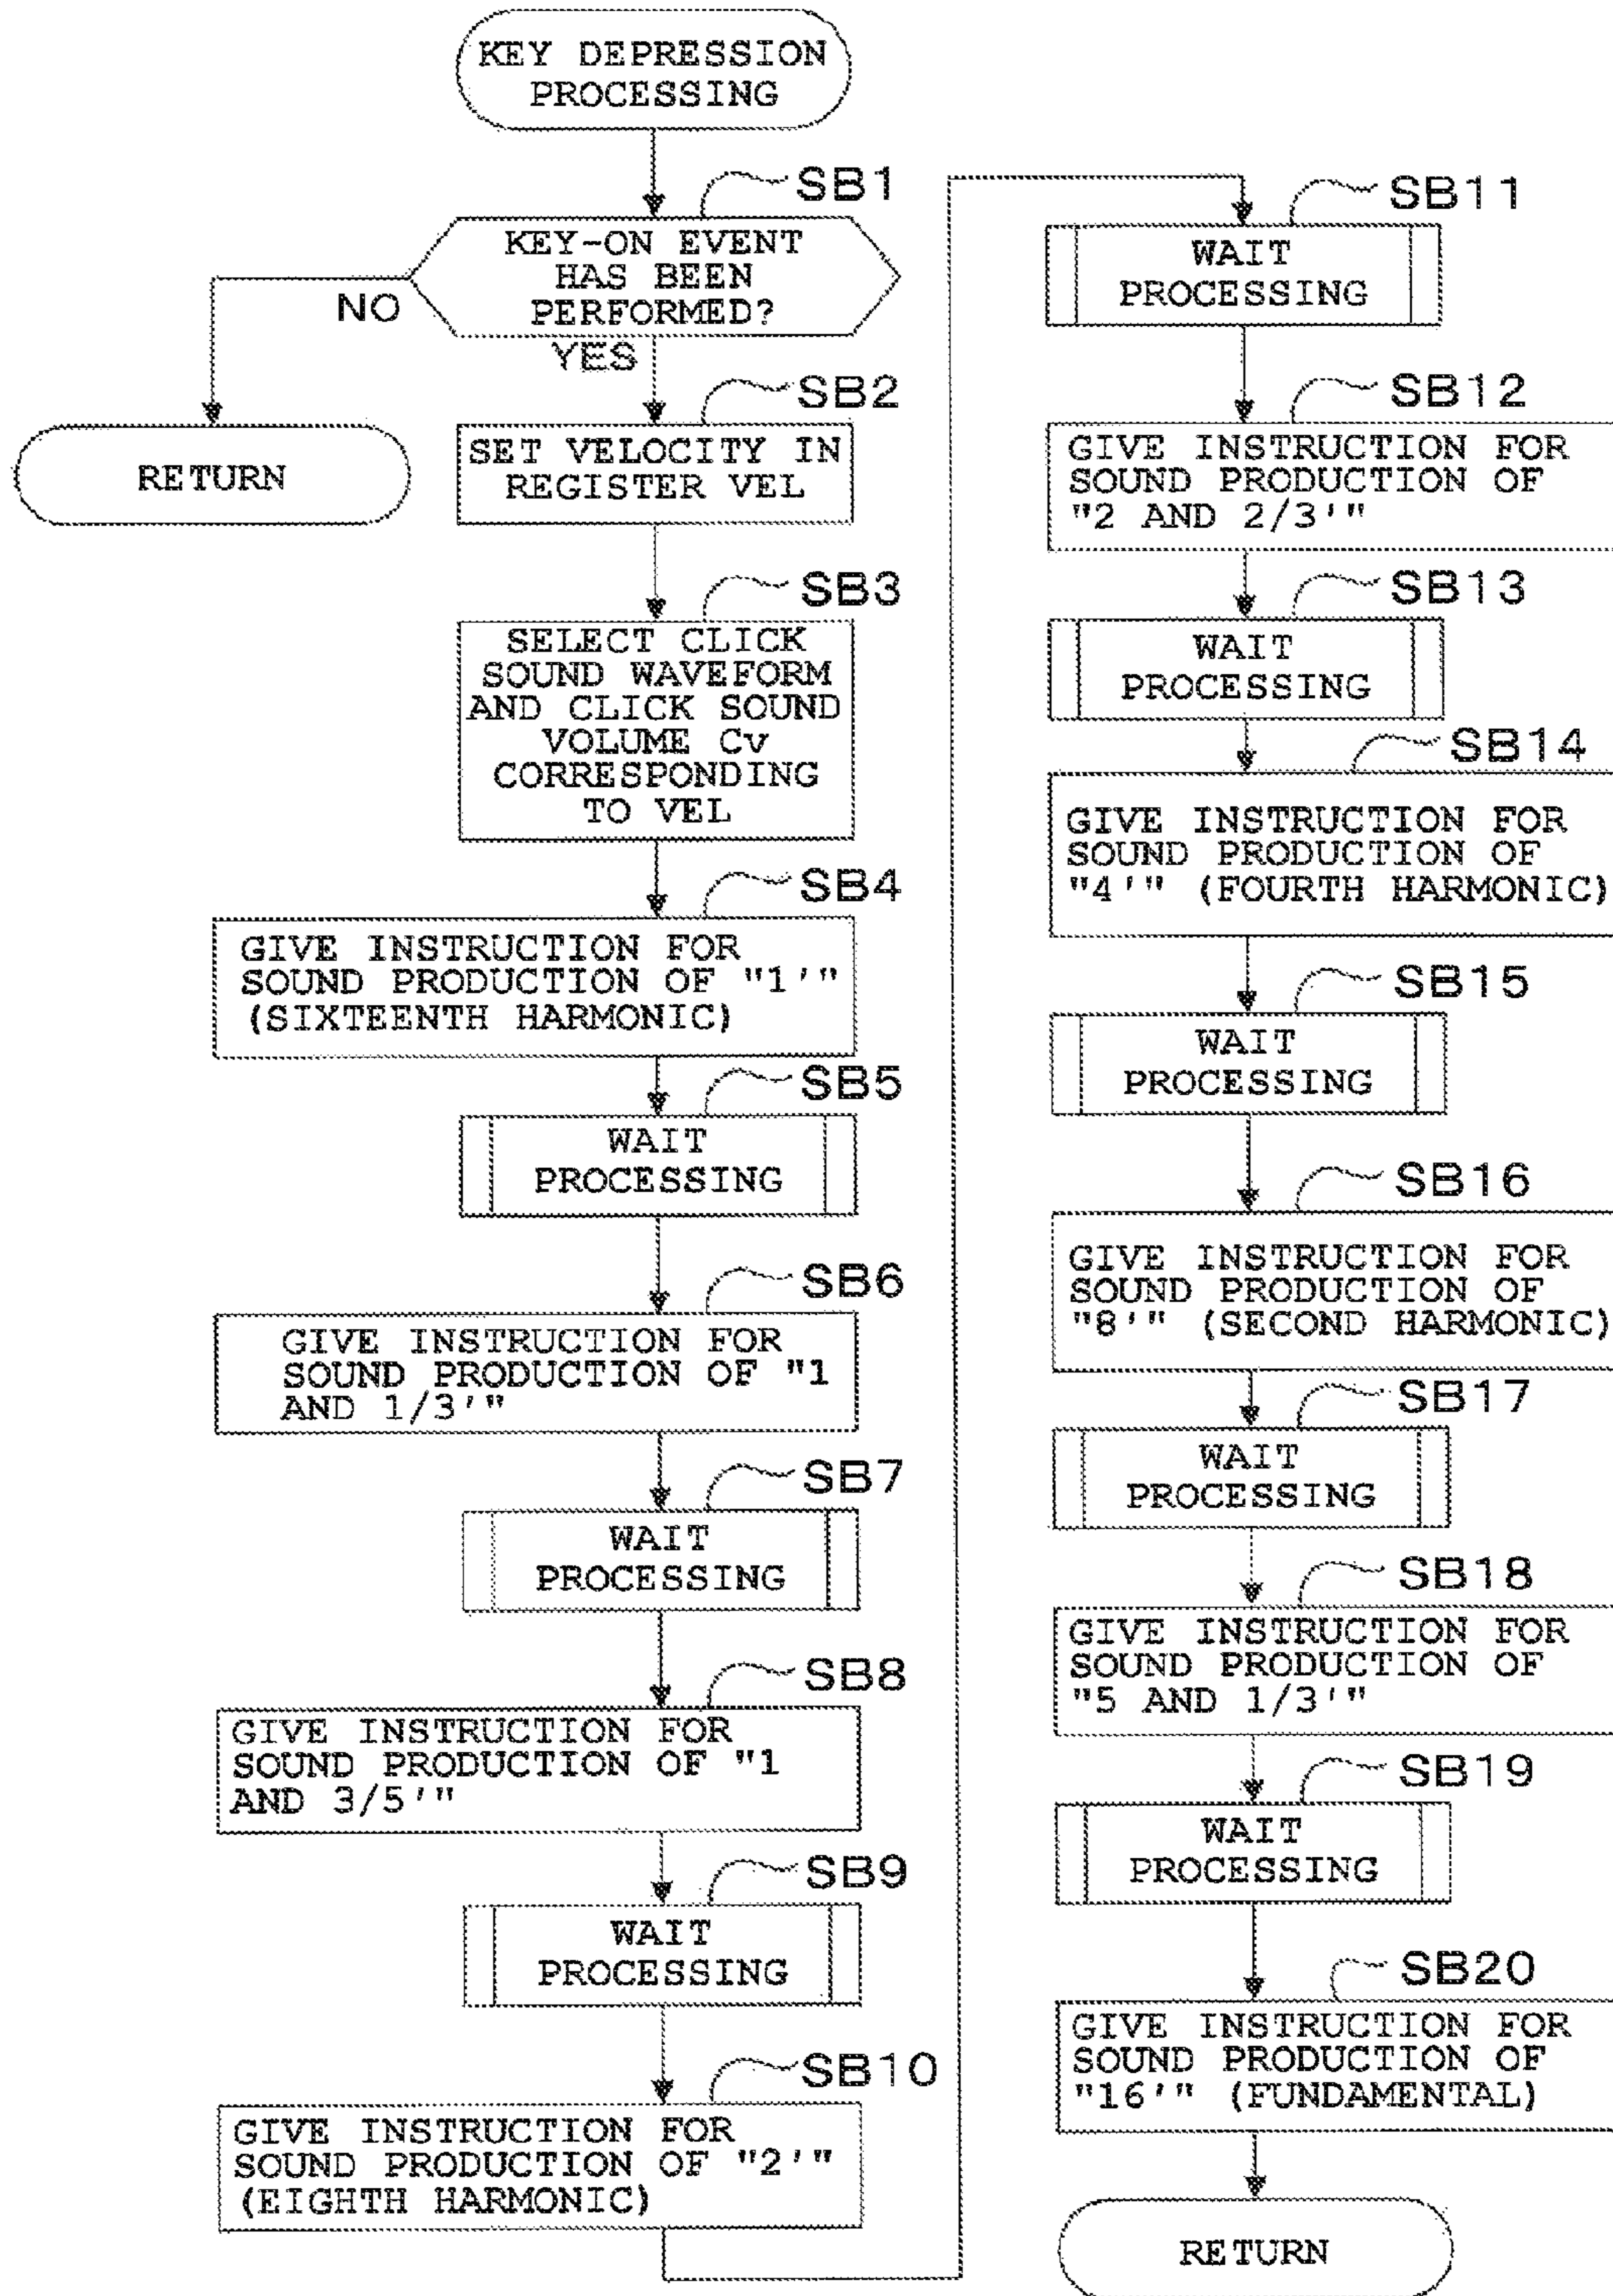 KEY DEPRESSION
PROCESSING
SB1
KEY-ON EVENT
HAS BEEN
PERFORMED?
NO
YES
RETURN
SB2
SET VELOCITY IN
REGISTER VEL
SB3
SELECT CLICK
SOUND WAVEFORM
AND CLICK SOUND
VOLUME Cv
CORRESPONDING
TO VEL
SB4
GIVE INSTRUCTION FOR
SOUND PRODUCTION OF "1'"
(SIXTEENTH HARMONIC)
SB5
WAIT
PROCESSING
SB6
GIVE INSTRUCTION FOR
SOUND PRODUCTION OF "1
AND 1/3'"
SB7
WAIT
PROCESSING
SB8
GIVE INSTRUCTION FOR
SOUND PRODUCTION OF "1
AND 3/5'"
SB9
WAIT
PROCESSING
SB10
GIVE INSTRUCTION FOR
SOUND PRODUCTION OF "2'"
(EIGHTH HARMONIC)
SB11
WAIT
PROCESSING
SB12
GIVE INSTRUCTION FOR
SOUND PRODUCTION OF
"2 AND 2/3'"
SB13
WAIT
PROCESSING
SB14
GIVE INSTRUCTION FOR
SOUND PRODUCTION OF
"4'" (FOURTH HARMONIC)
SB15
WAIT
PROCESSING
SB16
GIVE INSTRUCTION FOR
SOUND PRODUCTION OF
"8'" (SECOND HARMONIC)
SB17
WAIT
PROCESSING
SB18
GIVE INSTRUCTION FOR
SOUND PRODUCTION OF
"5 AND 1/3'"
SB19
WAIT
PROCESSING
SB20
GIVE INSTRUCTION FOR
SOUND PRODUCTION OF
"16'" (FUNDAMENTAL)
RETURN